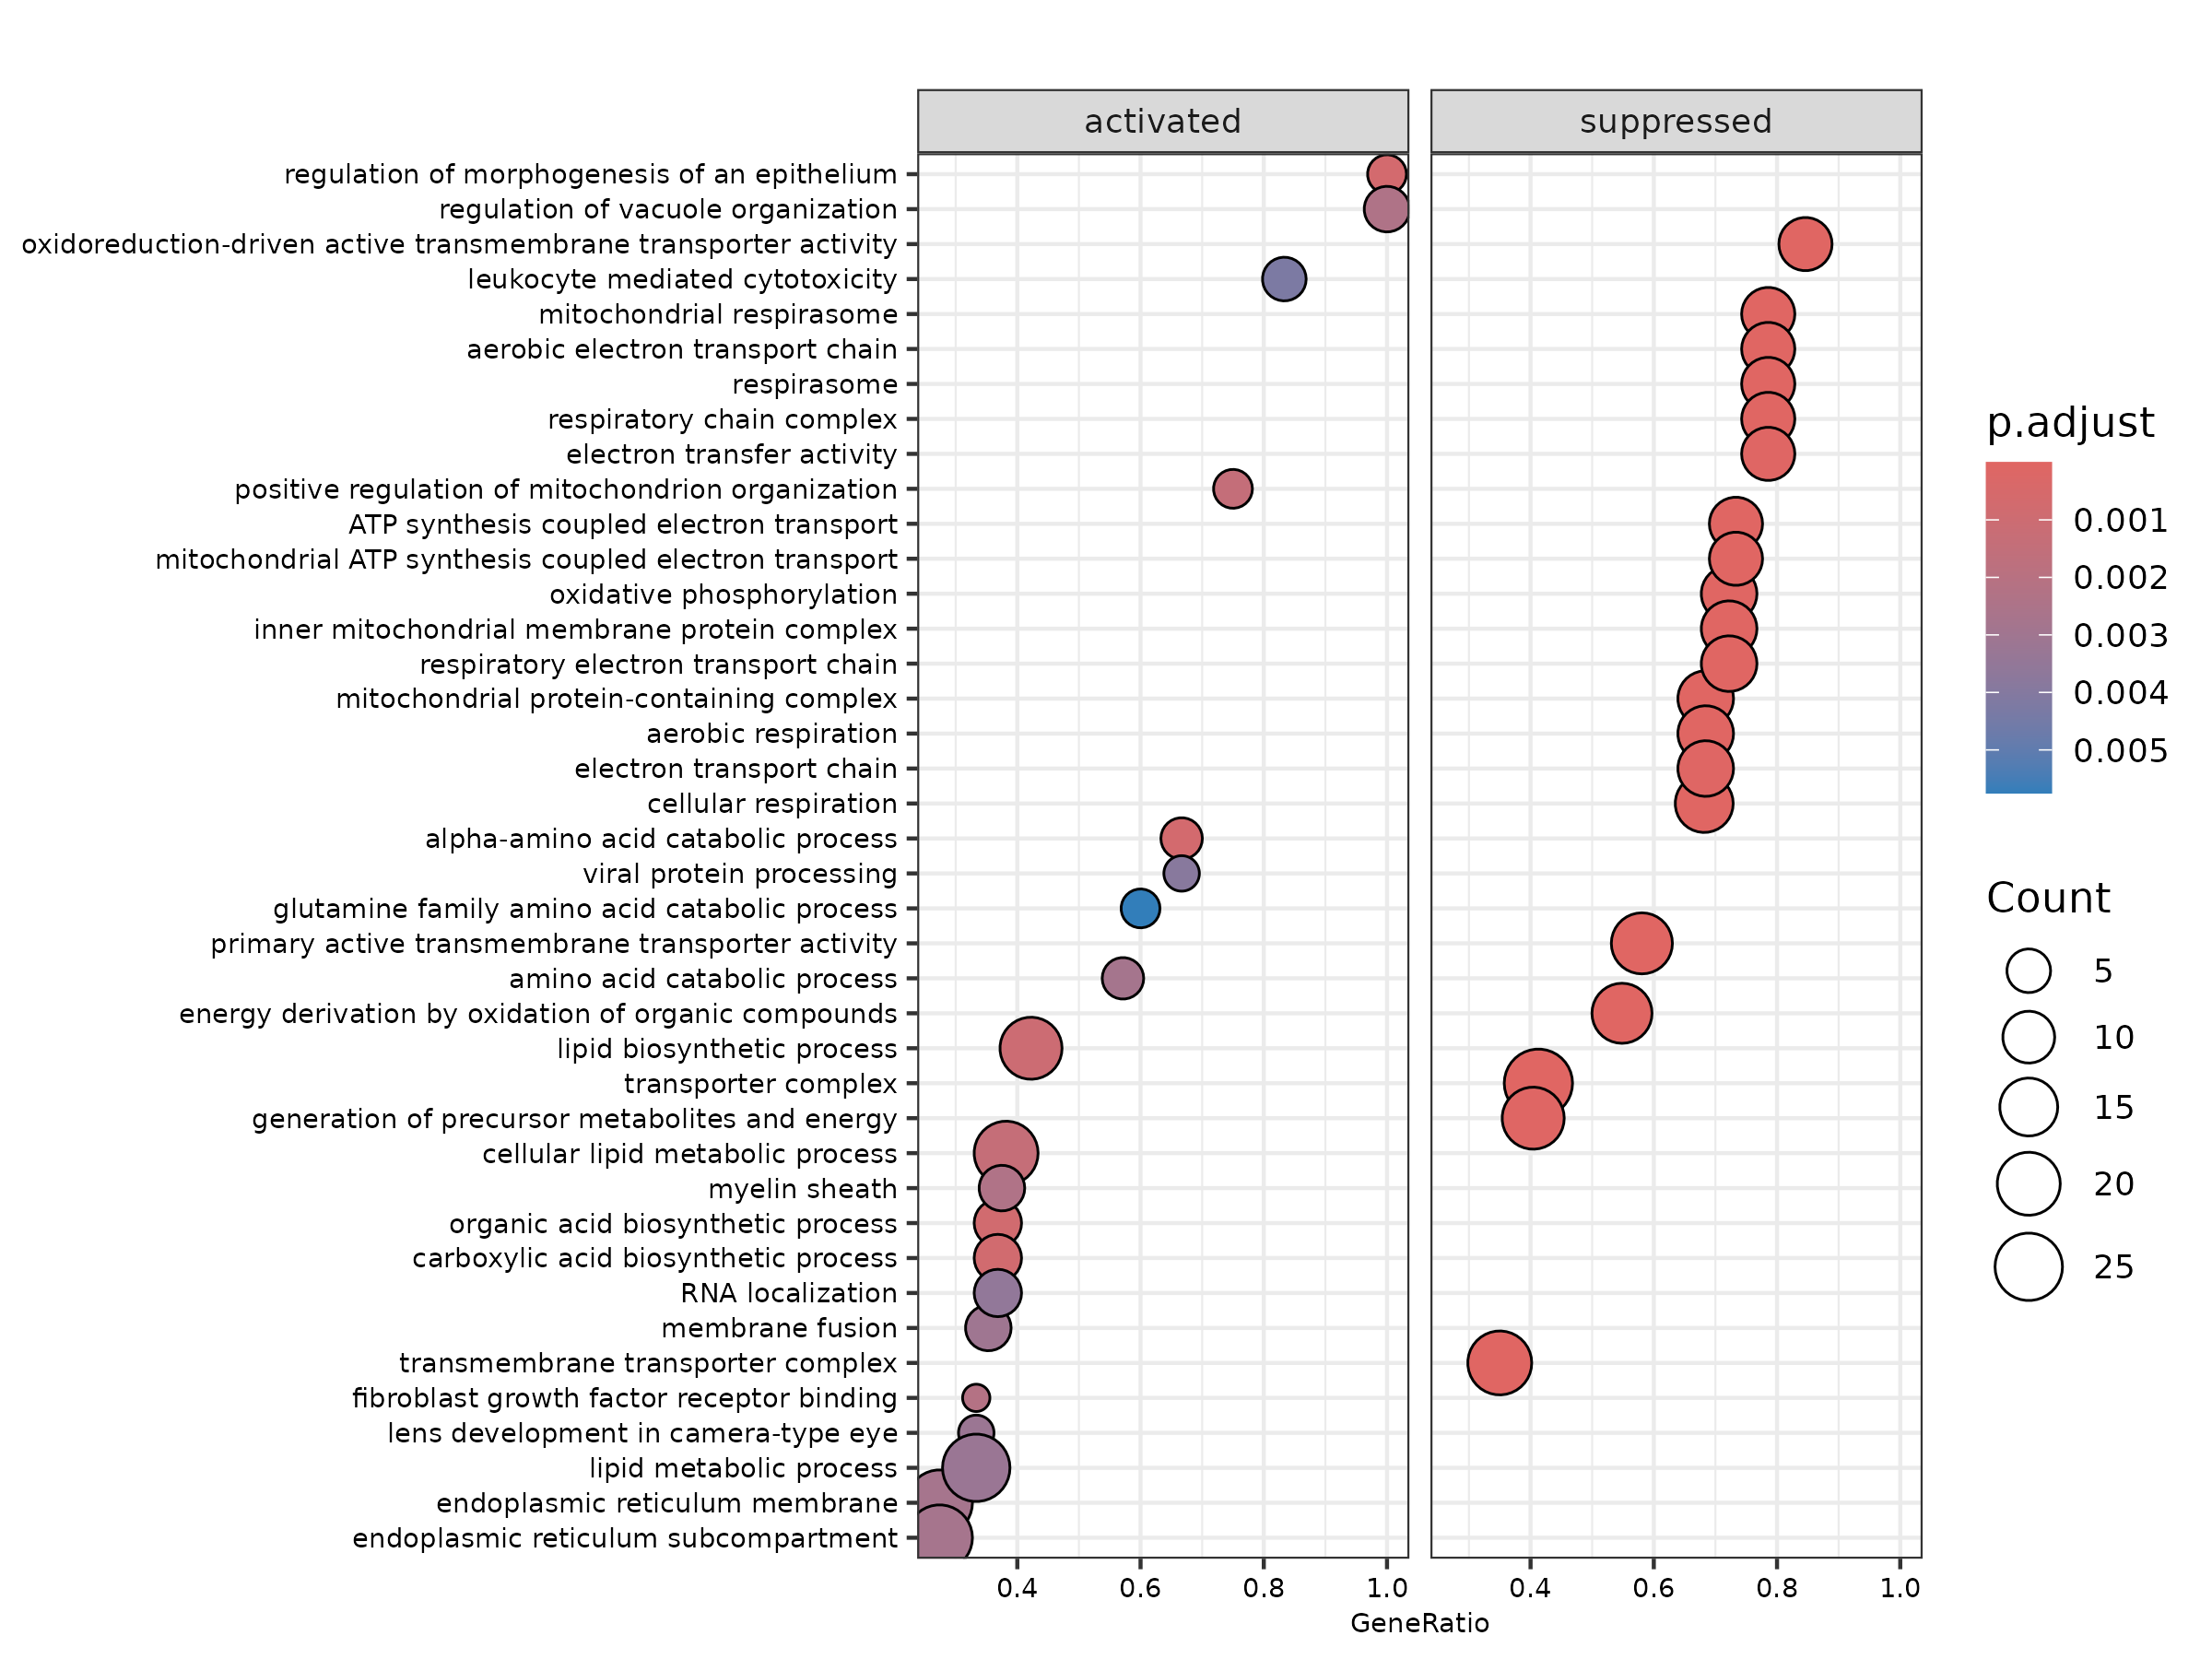 activated
suppressed
regulation of morphogenesis of an epithelium
regulation of vacuole organization
oxidoreduction-driven active transmembrane transporter activity
leukocyte mediated cytotoxicity
mitochondrial respirasome
aerobic electron transport chain
respirasome
respiratory chain complex
electron transfer activity
positive regulation of mitochondrion organization
ATP synthesis coupled electron transport
mitochondrial ATP synthesis coupled electron transport
oxidative phosphorylation
inner mitochondrial membrane protein complex
respiratory electron transport chain
mitochondrial protein-containing complex
aerobic respiration
electron transport chain
cellular respiration
alpha-amino acid catabolic process
viral protein processing
glutamine family amino acid catabolic process
primary active transmembrane transporter activity
amino acid catabolic process
energy derivation by oxidation of organic compounds
lipid biosynthetic process
transporter complex
generation of precursor metabolites and energy
cellular lipid metabolic process
myelin sheath
organic acid biosynthetic process
carboxylic acid biosynthetic process
RNA localization
membrane fusion
transmembrane transporter complex
fibroblast growth factor receptor binding
lens development in camera-type eye
lipid metabolic process
endoplasmic reticulum membrane
endoplasmic reticulum subcompartment
0.4 0.6 0.8 1.0
0.4 0.6 0.8 1.0
GeneRatio
p.adjust
0.001
0.002
0.003
0.004
0.005
Count
5
10
15
20
25